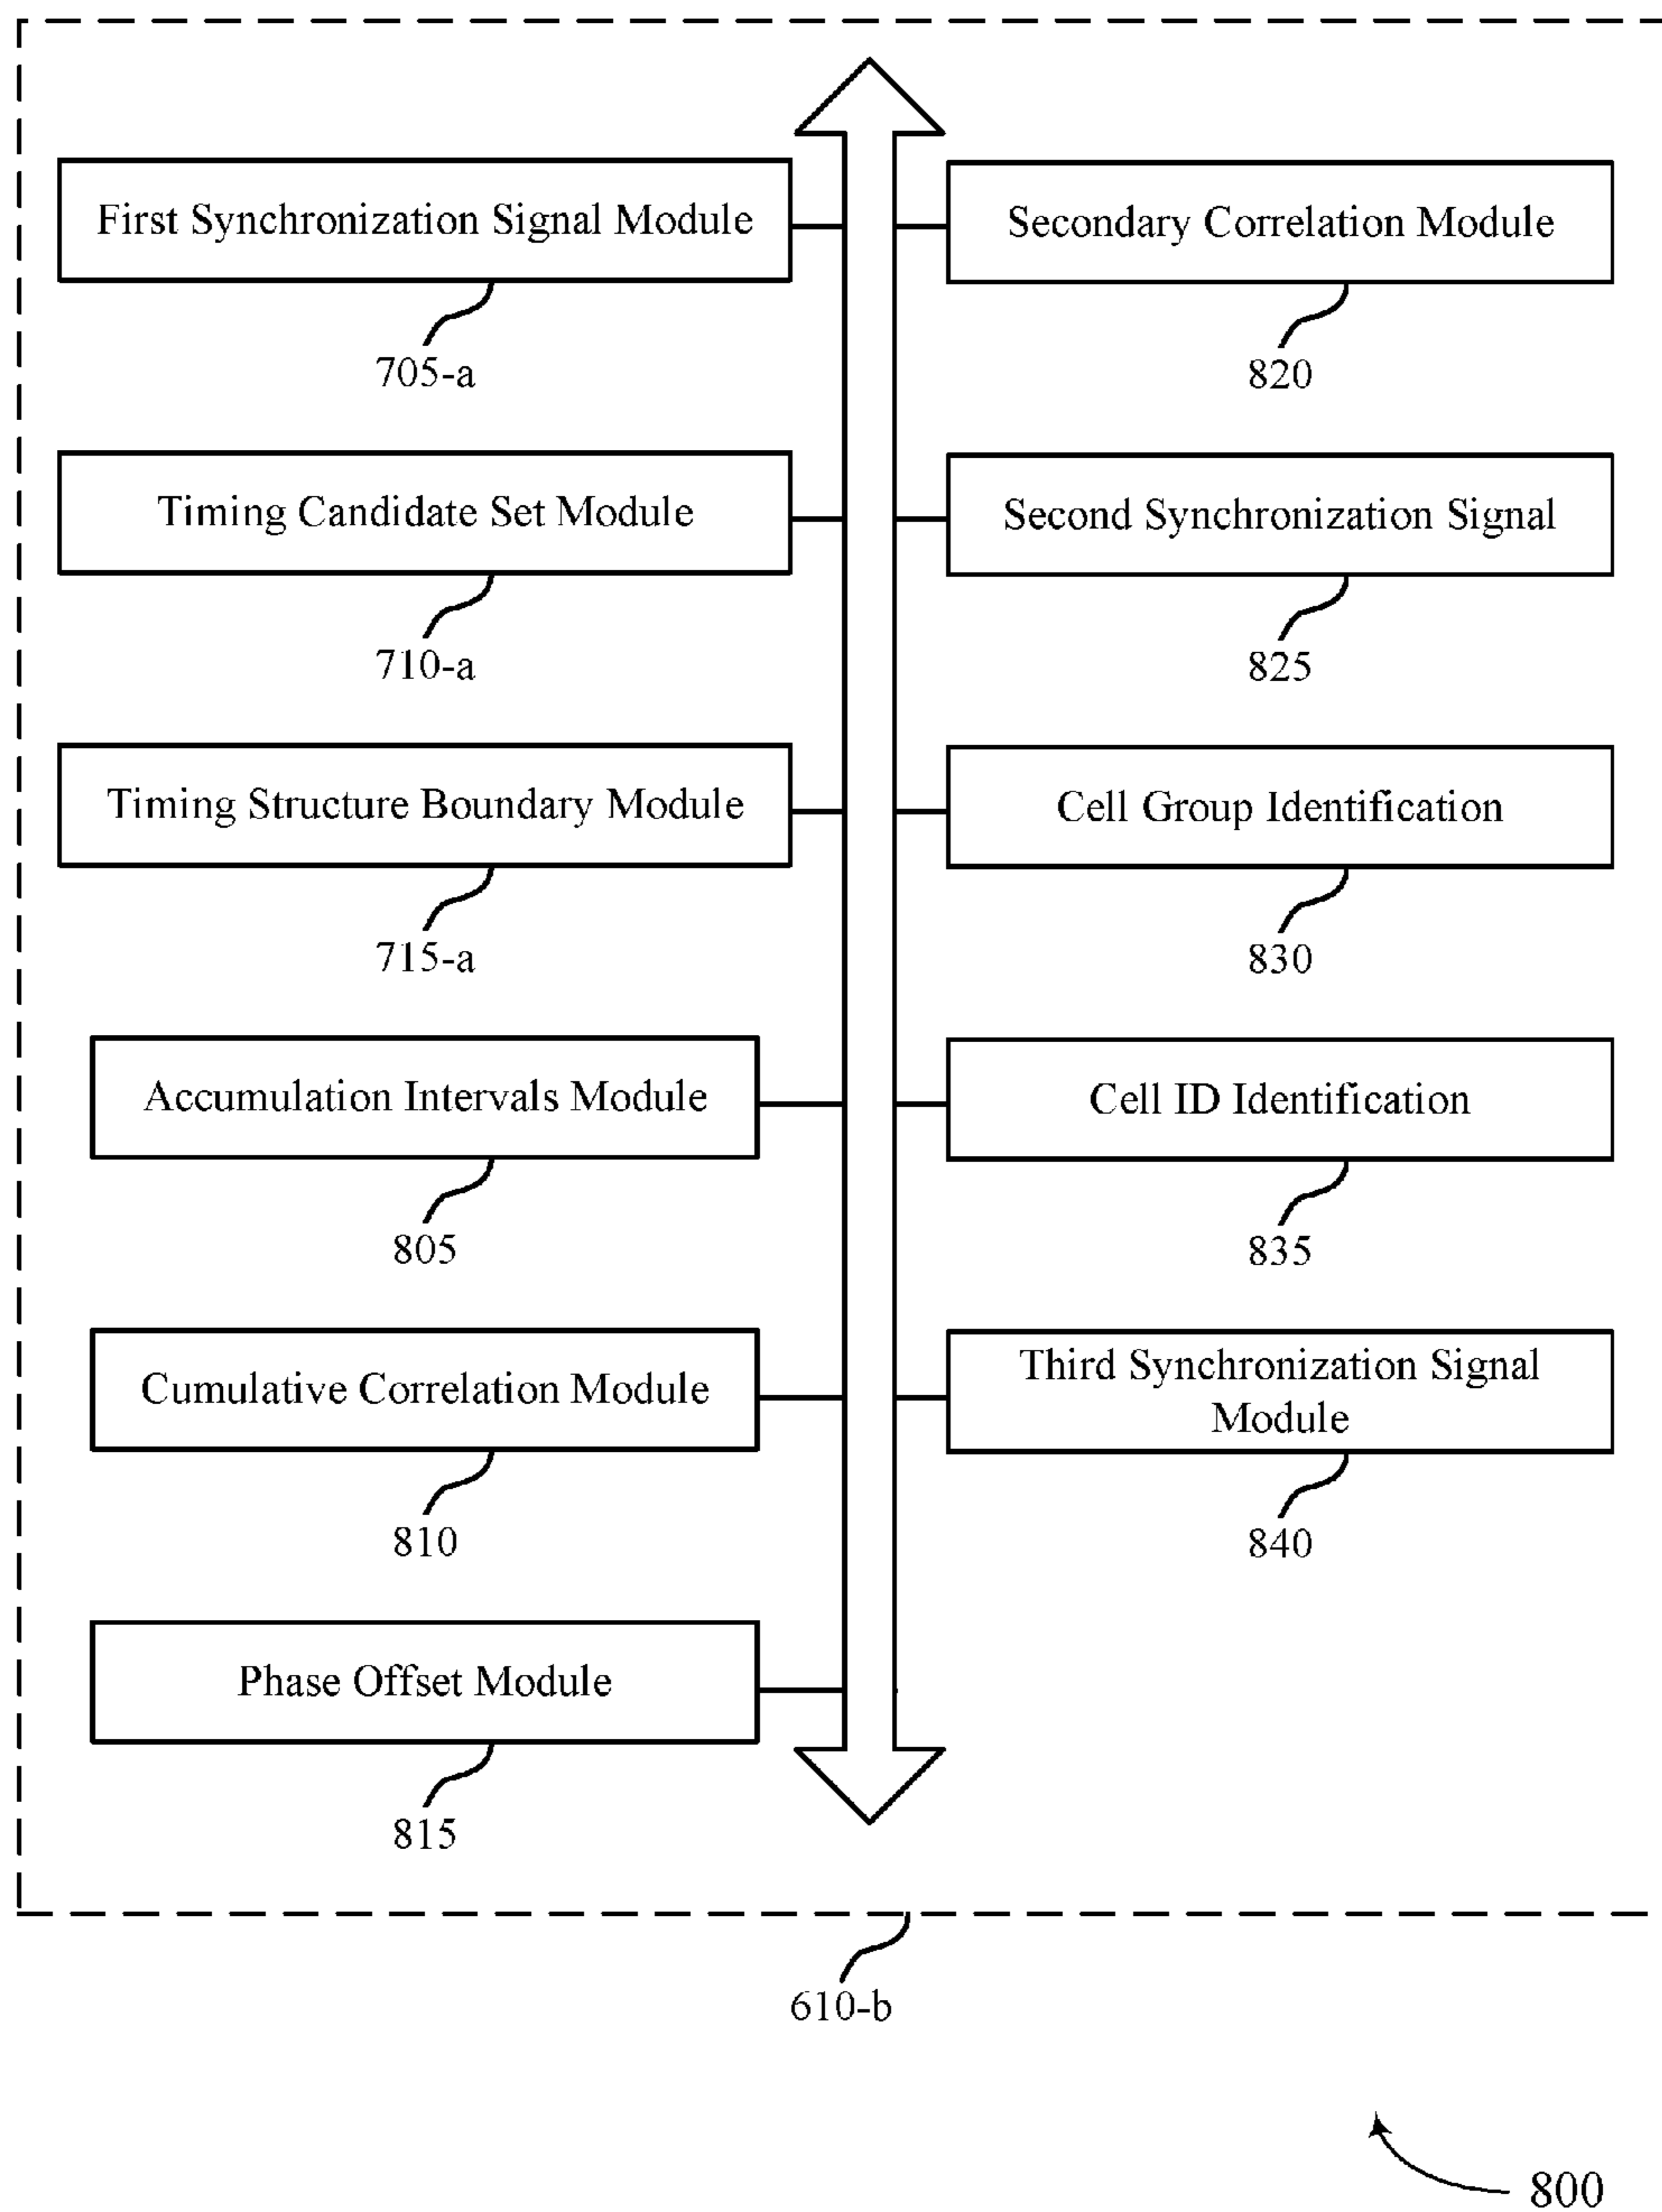 First Synchronization Signal Module
705-a
Timing Candidate Set Module
710-a
Timing Structure Boundary Module
715-a
Accumulation Intervals Module
805
Cumulative Correlation Module
810
Phase Offset Module
815
Secondary Correlation Module
820
Second Synchronization Signal
825
Cell Group Identification
830
Cell ID Identification
835
Third Synchronization Signal
Module
840
610-b
800